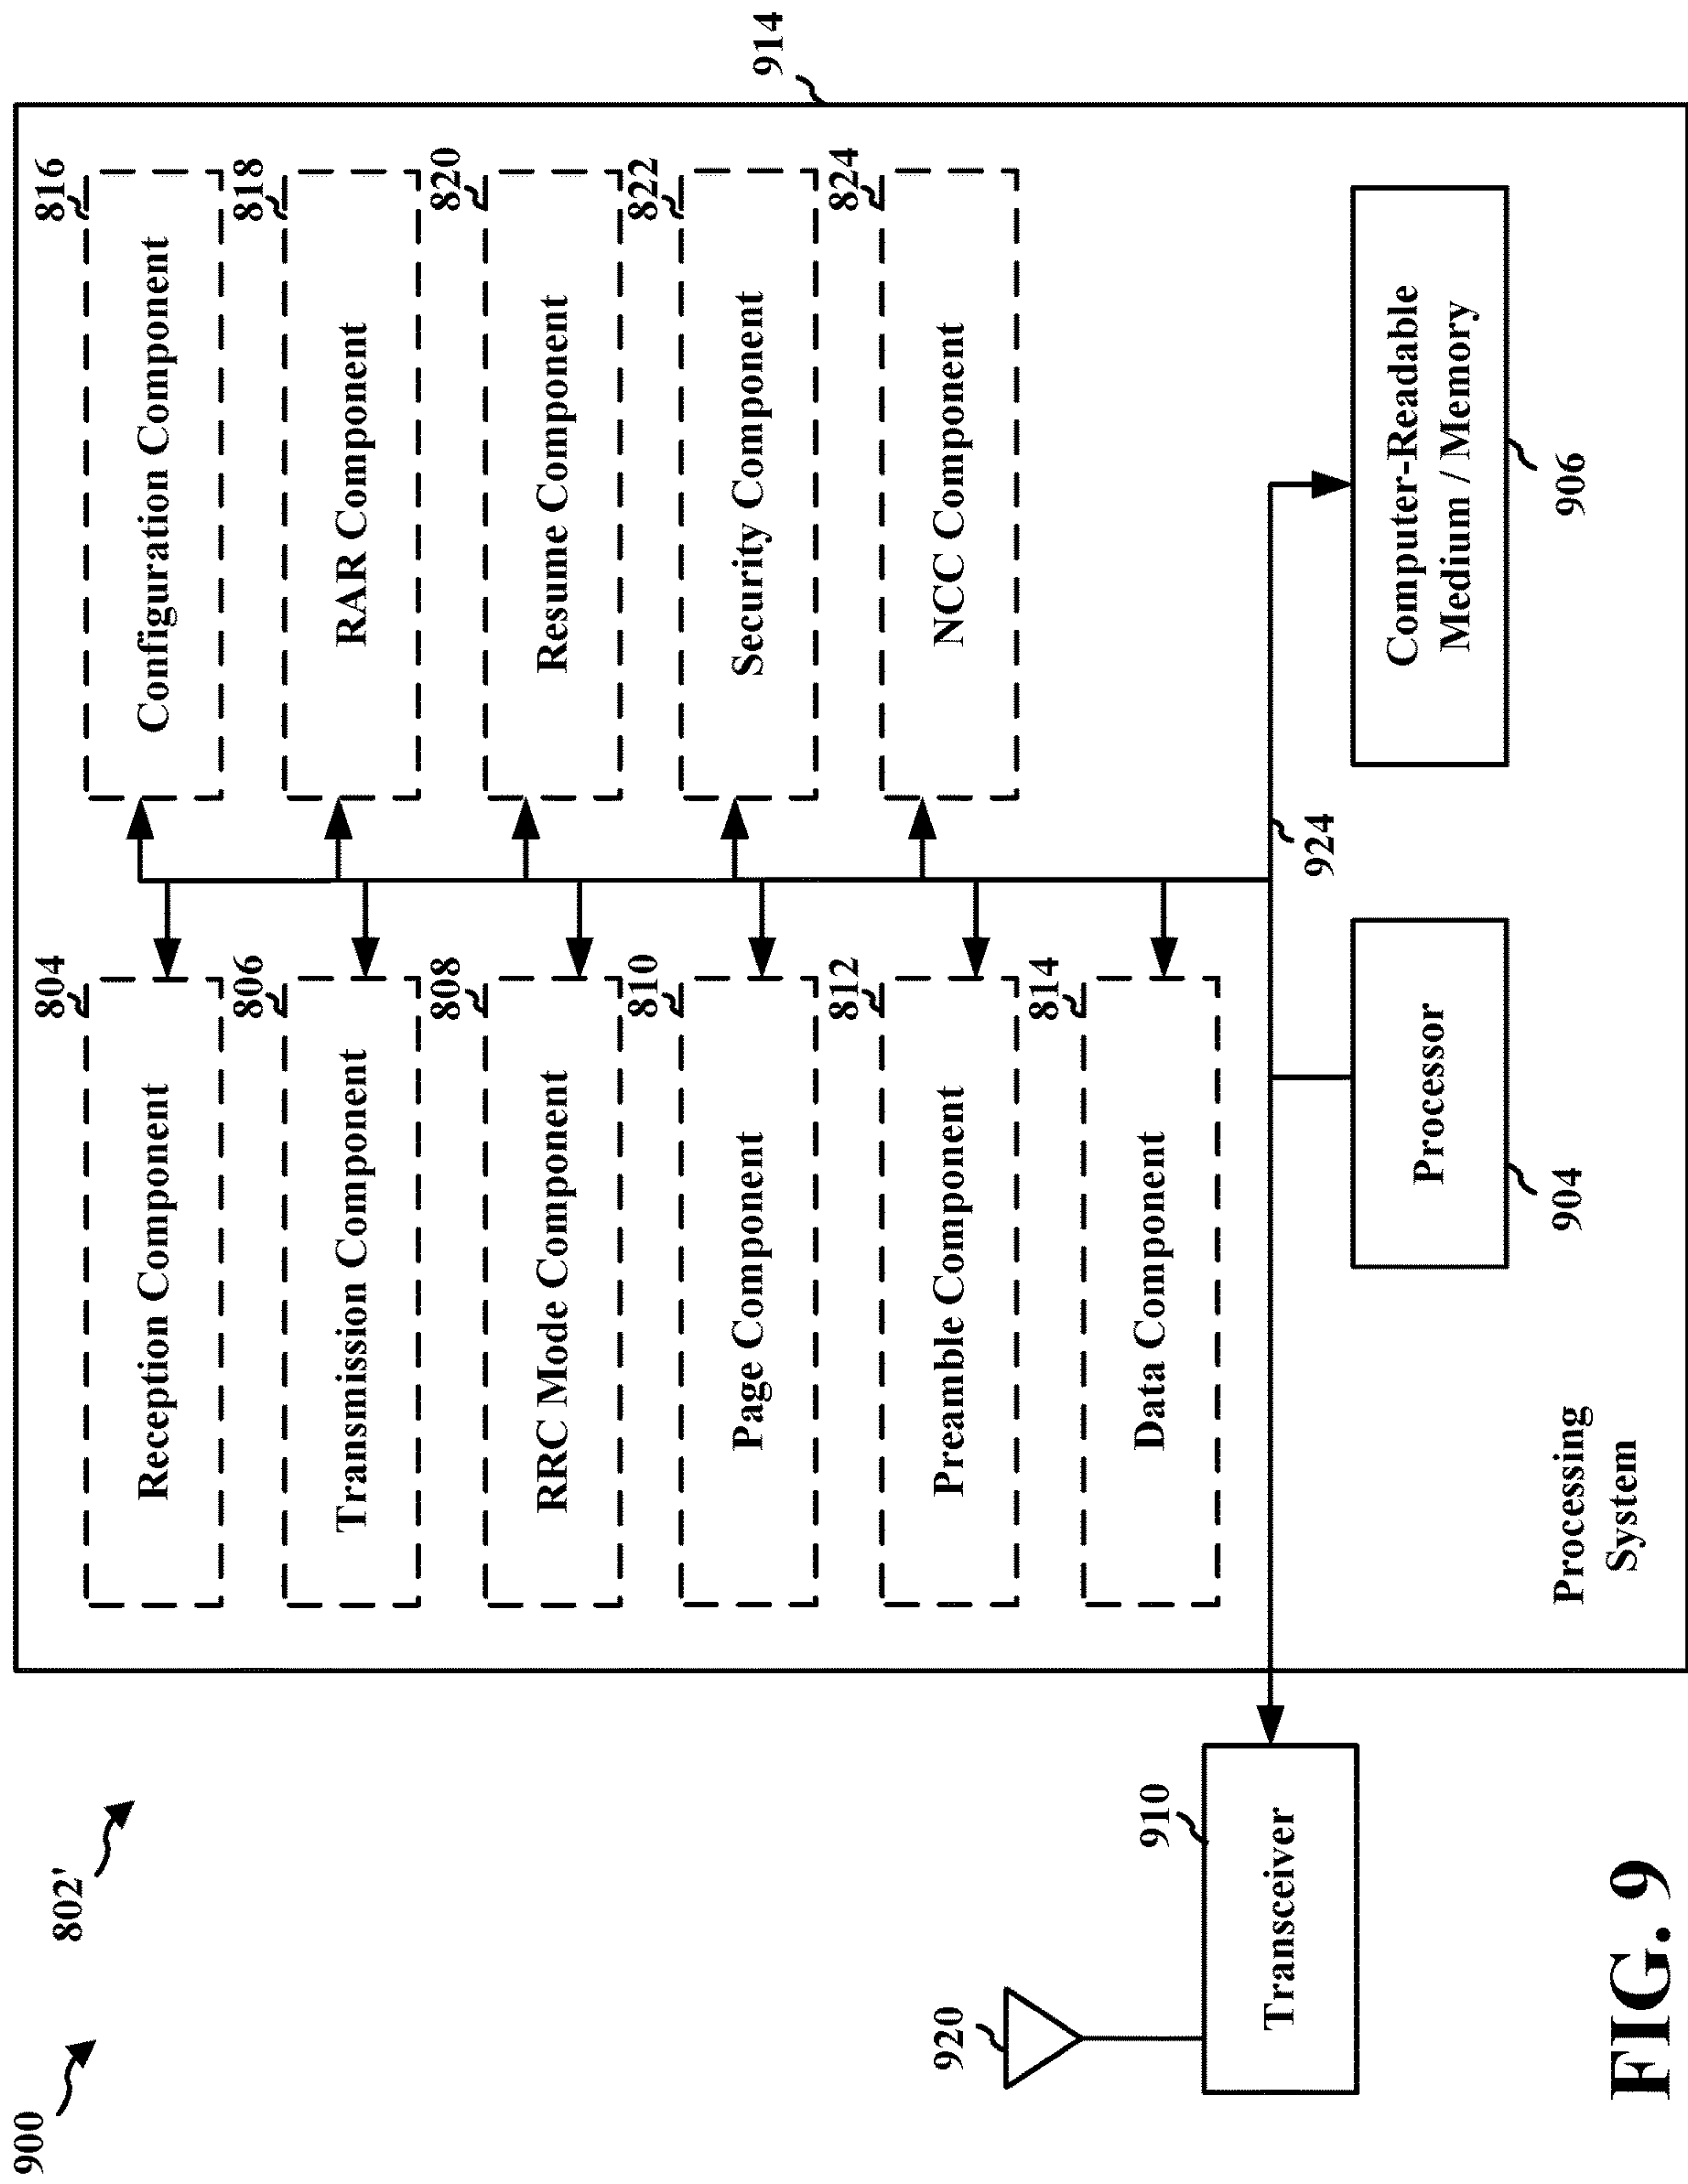 900
802'
914
804
Reception Component
806
Transmission Component
808
RRC Mode Component
810
Page Component
812
Preamble Component
814
Data Component
816
Configuration Component
818
RAR Component
820
Resume Component
822
Security Component
824
NCC Component
924
920
910
Transceiver
Processor
904
Computer-Readable
Medium / Memory
906
Processing
System
FIG. 9